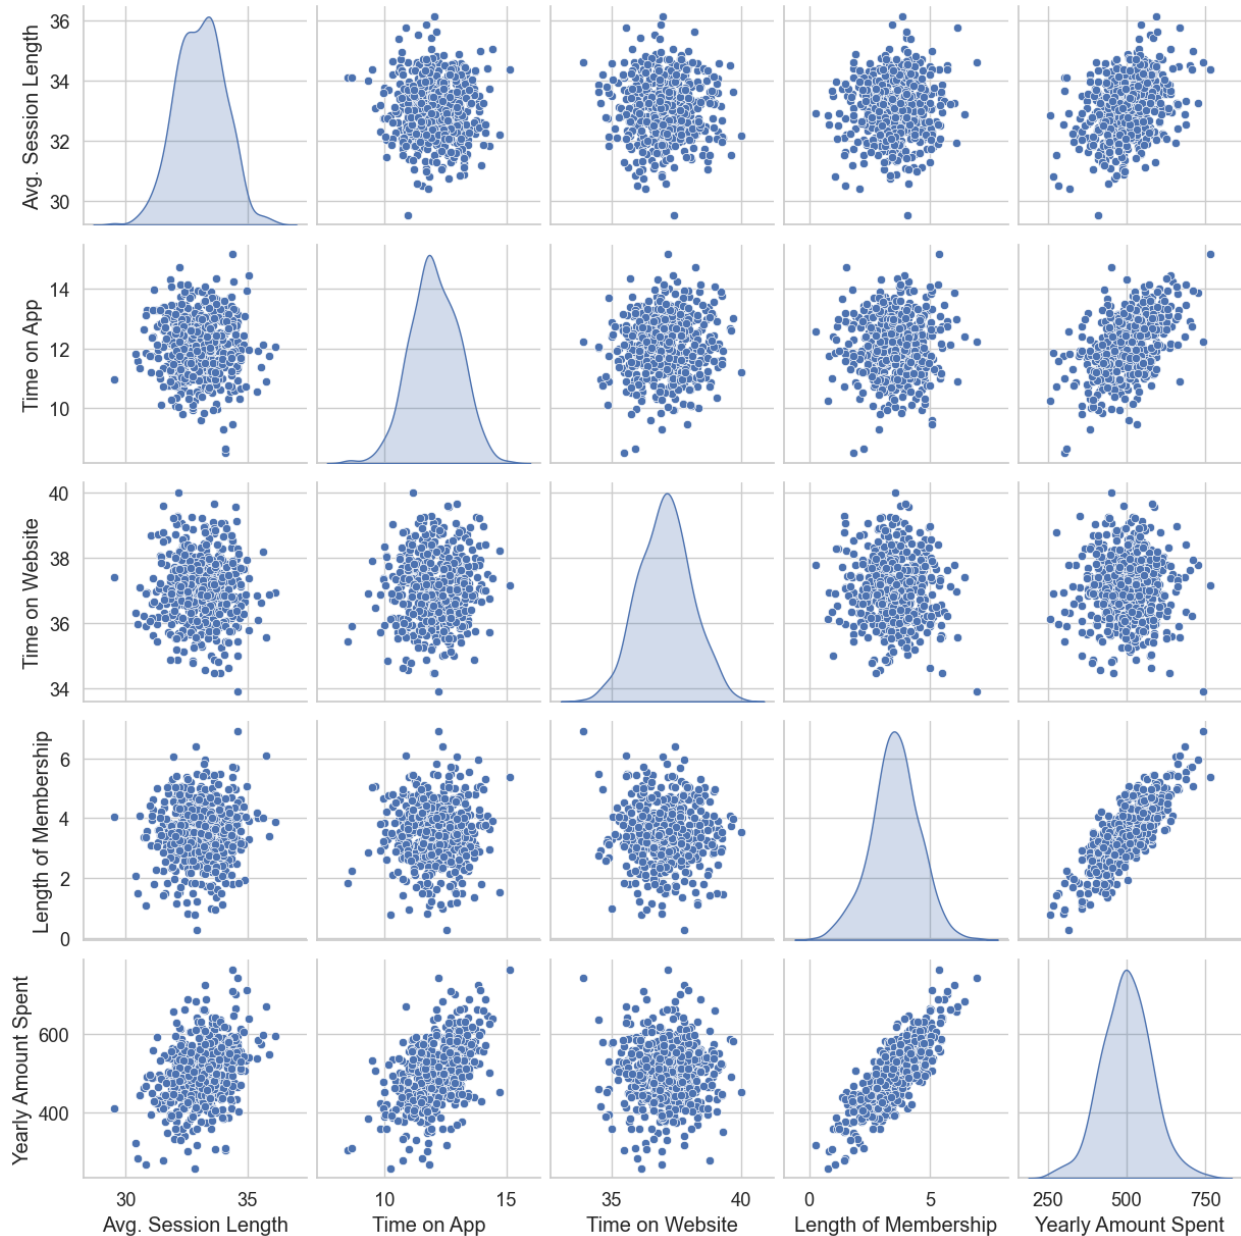 Avg. Session Length
36
34
32
30
Time on App
14
12
10
Time on Website
40
38
36
34
Length of Membership
6
4
2
0
Yearly Amount Spent
600
400
30 35 10 15 35 40 0 5 250 500 750
Avg. Session Length Time on App Time on Website Length of Membership Yearly Amount Spent